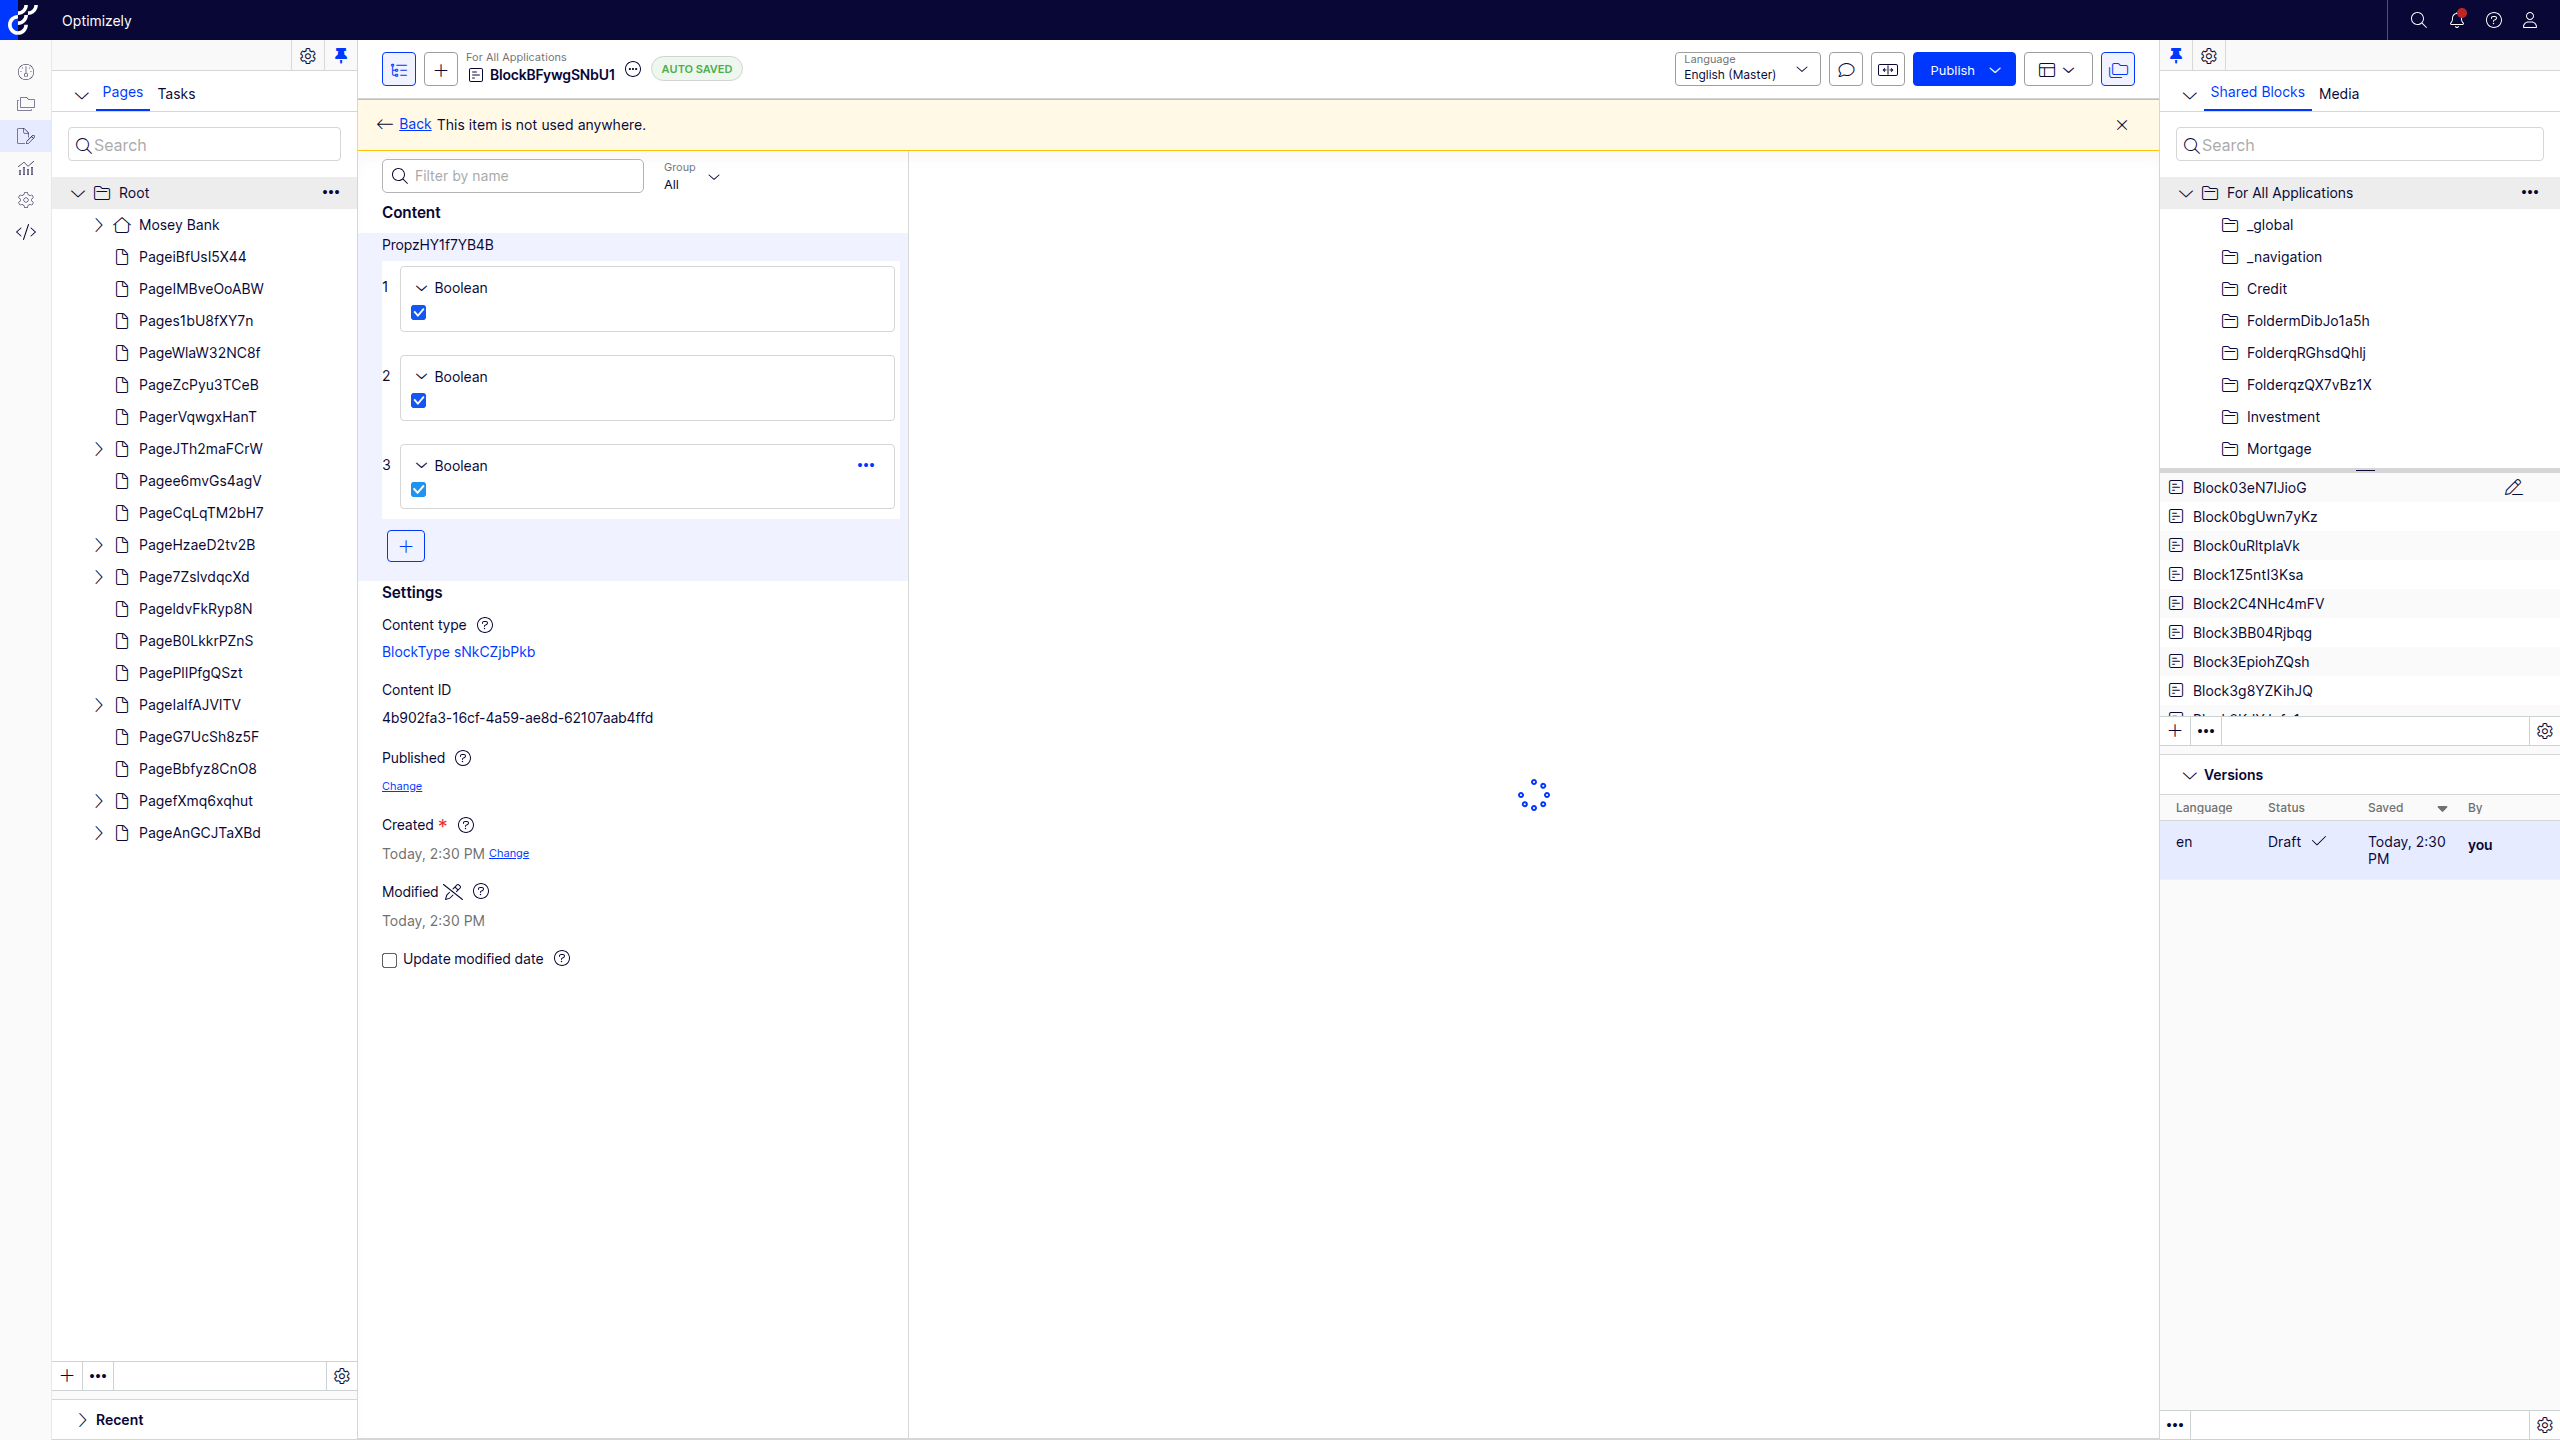 Optimizely
Pages
Tasks
Search
Root
Mosey Bank
PageiBfUsI5X44
PageIMBveOoABW
Pages1bU8fXY7n
PageWlaW32NC8f
PageZcPyu3TCeB
PagerVqwgxHanT
PageJTh2maFCrW
Pagee6mvGs4agV
PageCqLqTM2bH7
PageHzaeD2tv2B
Page7ZslvdqcXd
PageldvFkRyp8N
PageB0LkkrPZnS
PagePIlPfgQSzt
PageIaIfAJVITV
PageG7UcSh8z5F
PageBbfyz8CnO8
PagefXmq6xqhut
PageAnGCJTaXBd
Recent
For All Applications
BlockBFywgSNbU1
AUTO SAVED
Language
English (Master)
Publish
Back This item is not used anywhere.
Filter by name
Group
All
Content
PropzHY1f7YB4B
1 Boolean
2 Boolean
3 Boolean
Settings
Content type
BlockType sNkCZjbPkb
Content ID
4b902fa3-16cf-4a59-ae8d-62107aab4ffd
Published
Change
Created *
Today, 2:30 PM Change
Modified
Today, 2:30 PM
Update modified date
Shared Blocks
Media
Search
For All Applications
_global
_navigation
Credit
FoldermDibJo1a5h
FolderqRGhsdQhlj
FolderqzQX7vBz1X
Investment
Mortgage
Block03eN7lJioG
Block0bgUwn7yKz
Block0uRltplaVk
Block1Z5ntI3Ksa
Block2C4NHc4mFV
Block3BB04Rjbqg
Block3EpiohZQsh
Block3g8YZKihJQ
Versions
Language Status Saved By
en Draft Today, 2:30 PM you